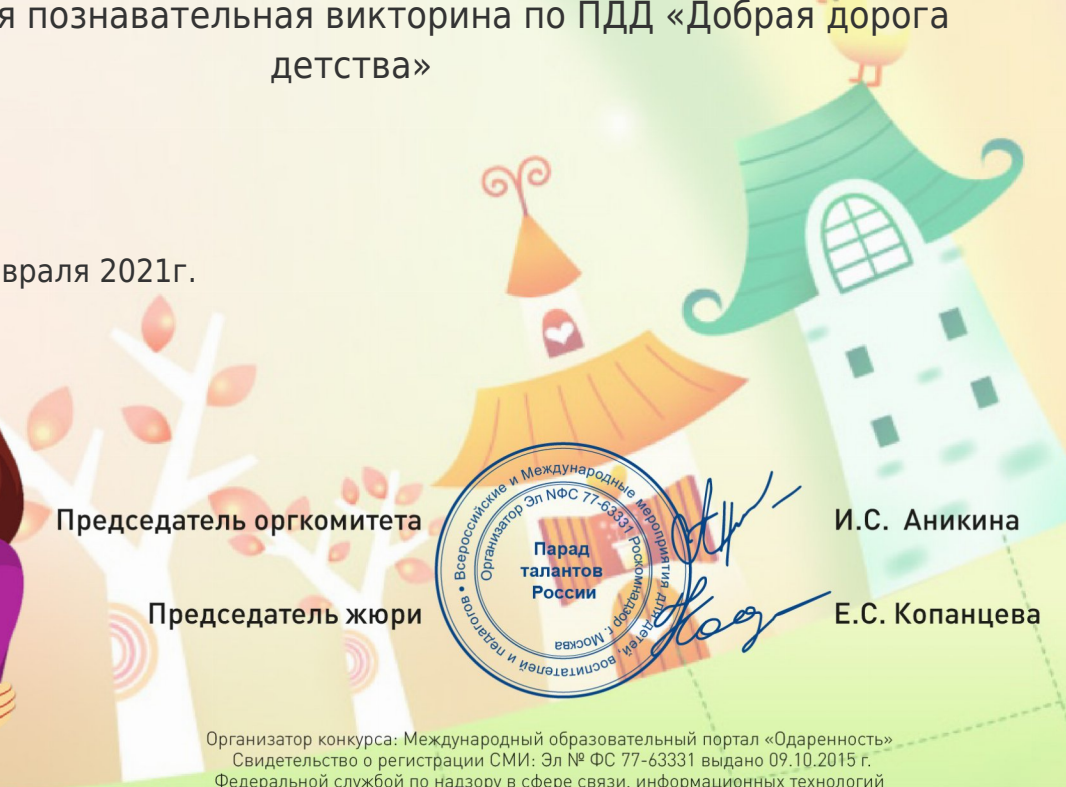 я познавательная викторина по ПДД «Добрая дорога
детства»
враля 2021г.
Председатель оргкомитета
И.С. Аникина
Всероссийские и Международные мероприятия для детей, воспитателей и педагогов •
Организатор Эл №ФС 77-63331 Роскомнадзор г. Москва
Парад
талантов
России
Председатель жюри
Е.С. Копанцева
Организатор конкурса: Международный образовательный портал «Одаренность»
Свидетельство о регистрации СМИ: Эл № ФС 77-63331 выдано 09.10.2015 г.
Федеральной службой по надзору в сфере связи, информационных технологий